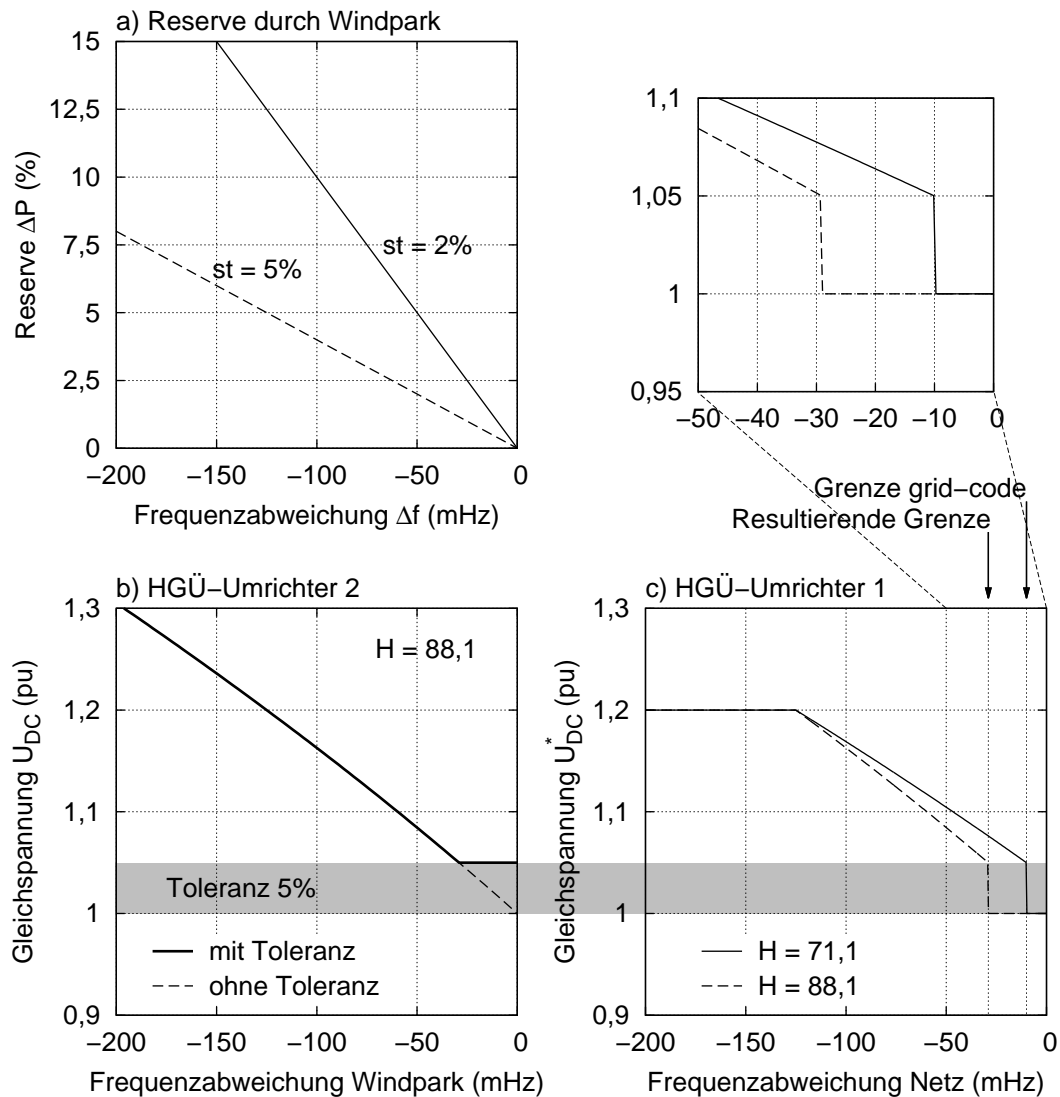 a) Reserve durch Windpark
15
12,5
10
7,5
5
2,5
0
Reserve ΔP (%)
st = 2%
st = 5%
−200 −150 −100 −50 0
Frequenzabweichung Δf (mHz)
1,1
1,05
1
0,95
−50 −40 −30 −20 −10 0
Grenze grid−code
Resultierende Grenze
b) HGÜ−Umrichter 2
1,3
1,2
1,1
1
0,9
Gleichspannung U_DC (pu)
H = 88,1
Toleranz 5%
mit Toleranz
ohne Toleranz
−200 −150 −100 −50 0
Frequenzabweichung Windpark (mHz)
c) HGÜ−Umrichter 1
1,3
1,2
1,1
1
0,9
Gleichspannung U*_DC (pu)
H = 71,1
H = 88,1
−200 −150 −100 −50 0
Frequenzabweichung Netz (mHz)